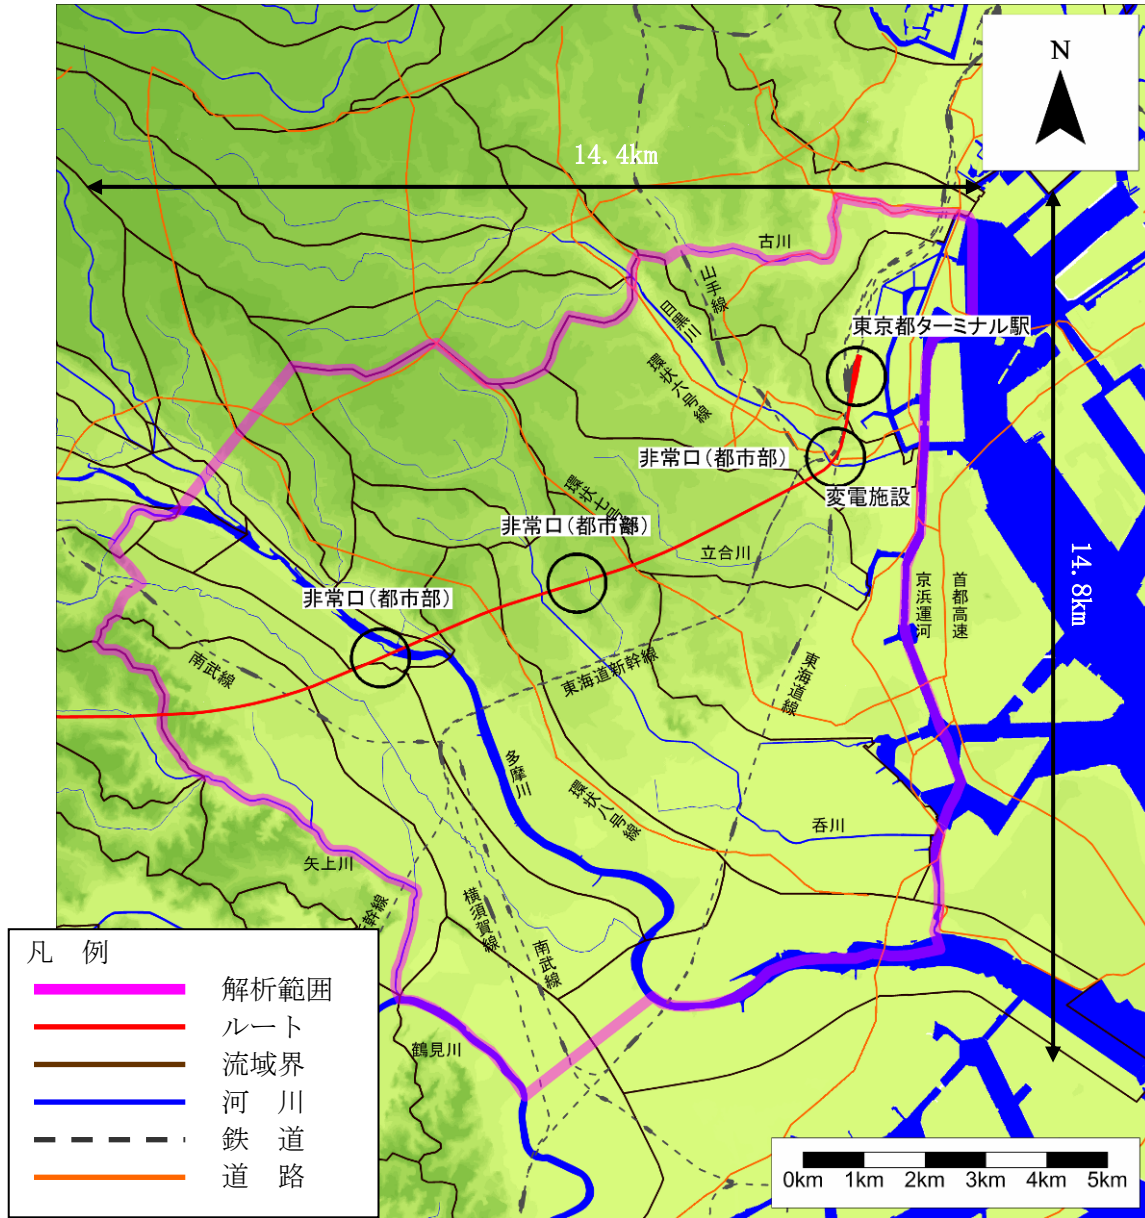 N
14.4km
古川
山手線
目黒川
東京都ターミナル駅
環状六号線
非常口(都市部)
変電施設
環状七号
非常口(都市部)
立合川
14.8km
首都高速
京浜運河
非常口(都市部)
南武線
東海道新幹線
東海道線
多摩川
環状八号線
呑川
矢上川
幹線
横須賀線
南武線
鶴見川
凡 例
解析範囲
ルート
流域界
河 川
鉄 道
道 路
0km 1km 2km 3km 4km 5km